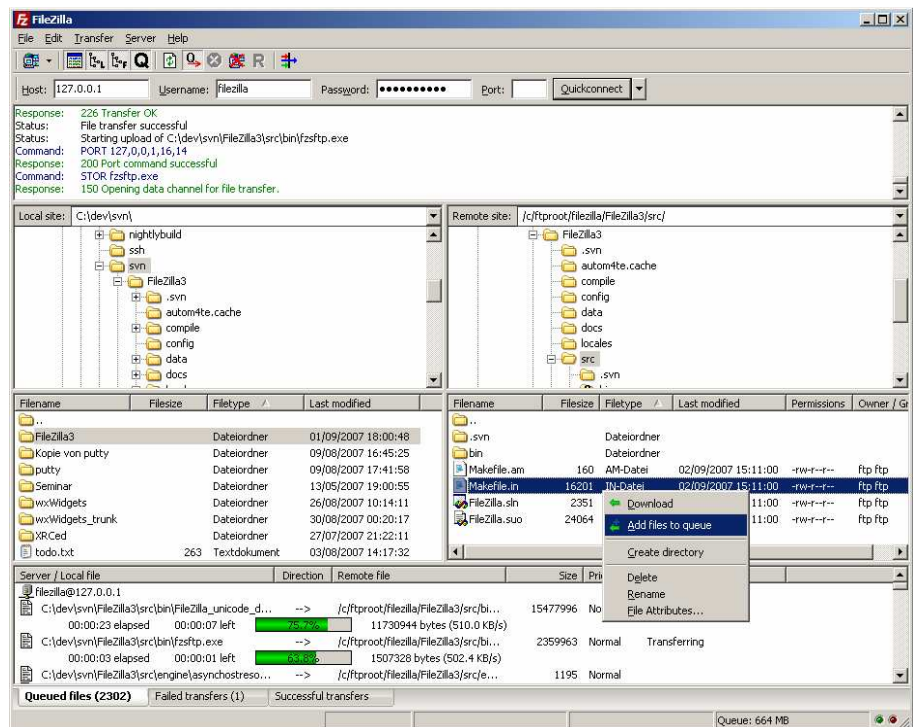 FileZilla
File Edit Transfer Server Help
Host: 127.0.0.1 Username: filezilla Password: ●●●●●●●●●● Port: Quickconnect
Response: 226 Transfer OK
Status: File transfer successful
Status: Starting upload of C:\dev\svn\FileZilla3\src\bin\fzsftp.exe
Command: PORT 127,0,0,1,16,14
Response: 200 Port command successful
Command: STOR fzsftp.exe
Response: 150 Opening data channel for file transfer.
Local site: C:\dev\svn\
nightlybuild
ssh
svn
FileZilla3
.svn
autom4te.cache
compile
config
data
docs
Remote site: /c/ftproot/filezilla/FileZilla3/src/
FileZilla3
.svn
autom4te.cache
compile
config
data
docs
locales
src
.svn
Filename Filesize Filetype Last modified
..
FileZilla3 Dateiordner 01/09/2007 18:00:48
Kopie von putty Dateiordner 09/08/2007 16:45:25
putty Dateiordner 09/08/2007 17:41:58
Seminar Dateiordner 13/05/2007 19:00:55
wxWidgets Dateiordner 26/08/2007 10:14:11
wxWidgets_trunk Dateiordner 30/08/2007 00:20:17
XRCed Dateiordner 27/07/2007 21:22:11
todo.txt 263 Textdokument 03/08/2007 14:17:32
Filename Filesize Filetype Last modified Permissions Owner / Gr
..
.svn Dateiordner
bin Dateiordner
Makefile.am 160 AM-Datei 02/09/2007 15:11:00 -rw-r--r-- ftp ftp
Makefile.in 16201 IN-Datei 02/09/2007 15:11:00 -rw-r--r-- ftp ftp
FileZilla.sln 2351 11:00 -rw-r--r-- ftp ftp
FileZilla.suo 24064 11:00 -rw-r--r-- ftp ftp
Download
Add files to queue
Create directory
Delete
Rename
File Attributes...
Server / Local file Direction Remote file Size Pri
filezilla@127.0.0.1
C:\dev\svn\FileZilla3\src\bin\FileZilla_unicode_d... --> /c/ftproot/filezilla/FileZilla3/src/bi... 15477996 No
00:00:23 elapsed 00:00:07 left 75.7% 11730944 bytes (510.0 KB/s)
C:\dev\svn\FileZilla3\src\bin\fzsftp.exe --> /c/ftproot/filezilla/FileZilla3/src/bi... 2359963 Normal Transferring
00:00:03 elapsed 00:00:01 left 63.8% 1507328 bytes (502.4 KB/s)
C:\dev\svn\FileZilla3\src\engine\asynchostreso... --> /c/ftproot/filezilla/FileZilla3/src/e... 1195 Normal
Queued files (2302) Failed transfers (1) Successful transfers
Queue: 664 MB